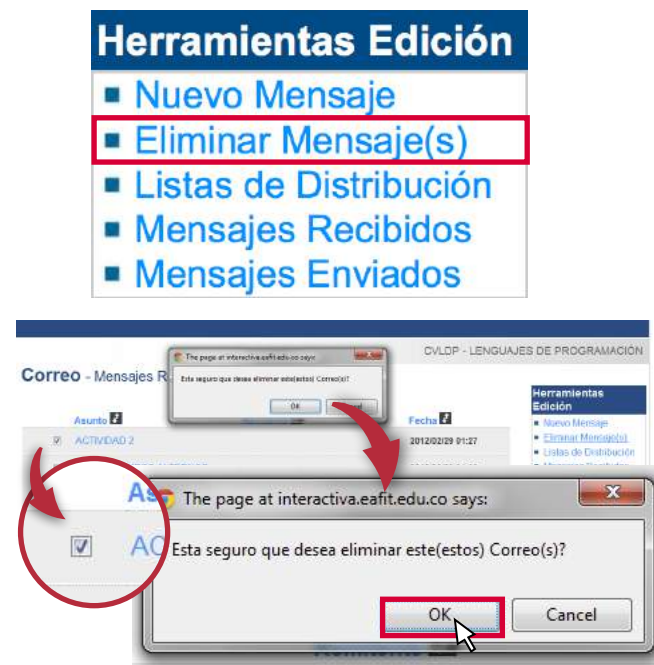 Herramientas Edición
Nuevo Mensaje
Eliminar Mensaje(s)
Listas de Distribución
Mensajes Recibidos
Mensajes Enviados
CVLDP - LENGUAJES DE PROGRAMACIÓN
The page at interactiva.eafit.edu.co says:
Correo - Mensajes R
Esta seguro que desea eliminar este(estos) Correo(s)?
OK
Herramientas
Edición
Asunto
Fecha
Nuevo Mensaje
ACTIVIDAD 2
2012/02/29 01:27
Eliminar Mensaje(s)
Listas de Distribución
As
The page at interactiva.eafit.edu.co says:
AC
Esta seguro que desea eliminar este(estos) Correo(s)?
OK
Cancel